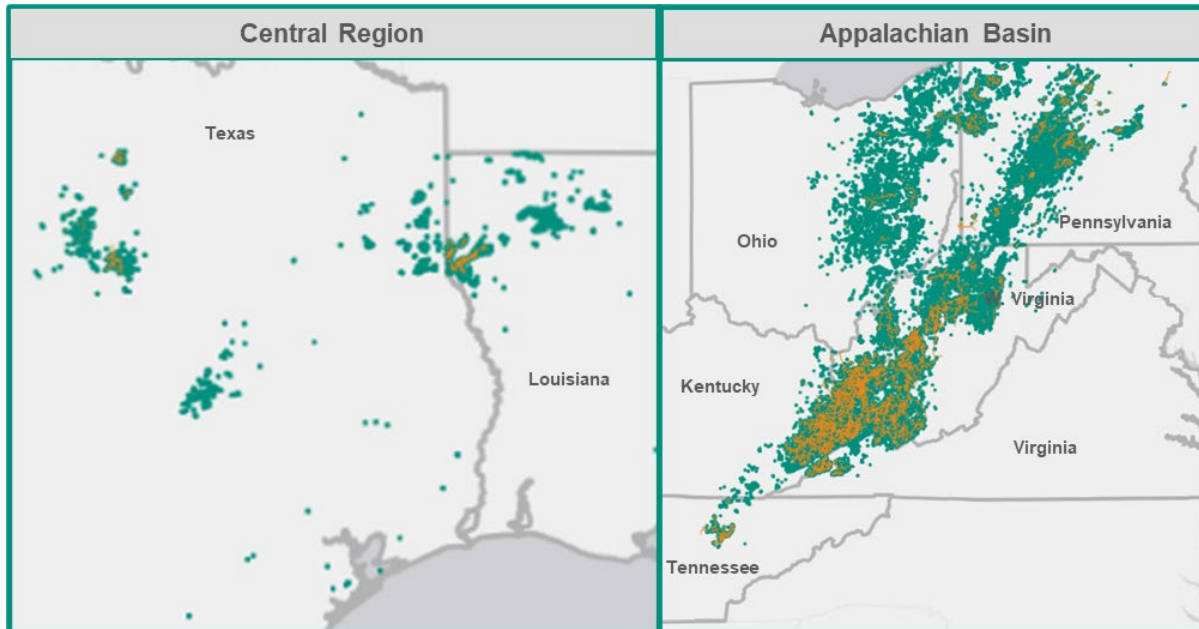 Central Region
Appalachian Basin
Texas
Louisiana
Ohio
Pennsylvania
W. Virginia
Kentucky
Virginia
Tennessee